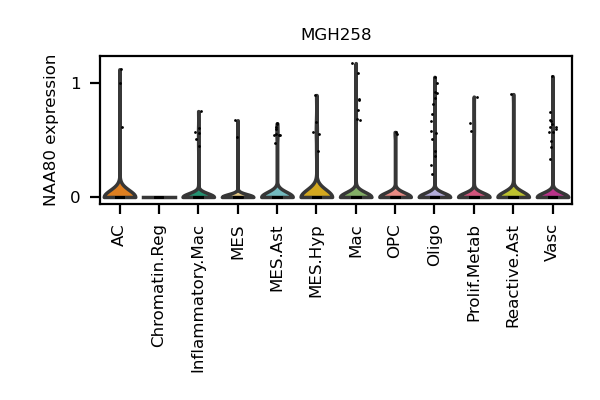 MGH258
NAA80 expression
1
0
AC
Chromatin.Reg
Inflammatory.Mac
MES
MES.Ast
MES.Hyp
Mac
OPC
Oligo
Prolif.Metab
Reactive.Ast
Vasc